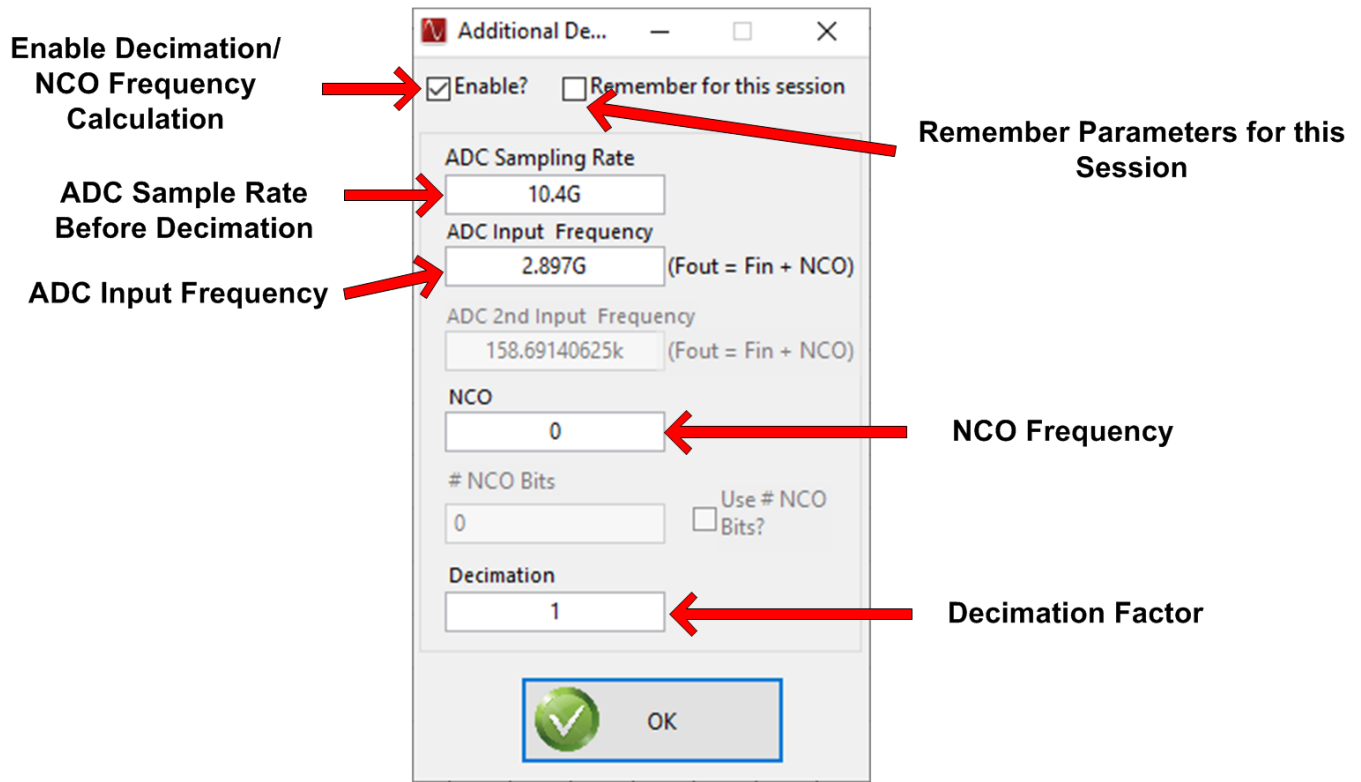 Additional De...
Enable Decimation/
NCO Frequency
Calculation
Enable?
Remember for this session
Remember Parameters for this
Session
ADC Sampling Rate
ADC Sample Rate
Before Decimation
10.4G
ADC Input Frequency
ADC Input Frequency
2.897G
(Fout = Fin + NCO)
ADC 2nd Input Frequency
158.69140625k
(Fout = Fin + NCO)
NCO
0
NCO Frequency
# NCO Bits
0
Use # NCO
Bits?
Decimation
1
Decimation Factor
OK